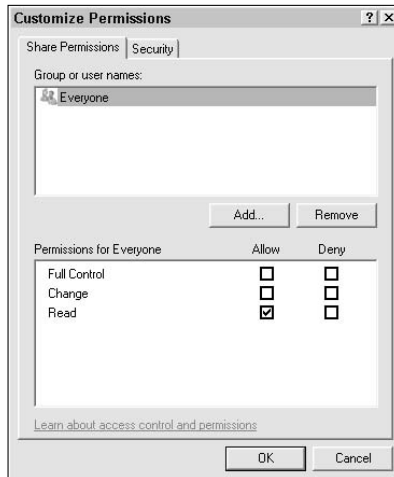 Customize Permissions
Share Permissions Security
Group or user names:
Everyone
Add... Remove
Permissions for Everyone Allow Deny
Full Control
Change
Read
Learn about access control and permissions
OK Cancel